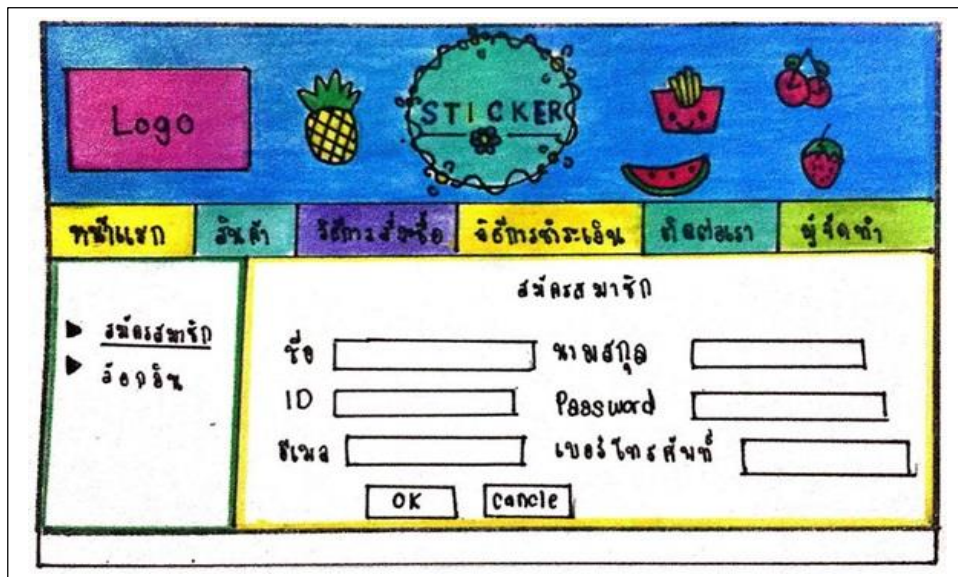 Logo
STICKER
หน้าแรก สินค้า วิธีการสั่งซื้อ วิธีการชำระเงิน ติดต่อเรา ผู้จัดทำ
สมัครสมาชิก
▶ สมัครสมาชิก
▶ ล็อกอิน
ชื่อ นามสกุล
ID Password
อีเมล เบอร์โทรศัพท์
OK Cancle